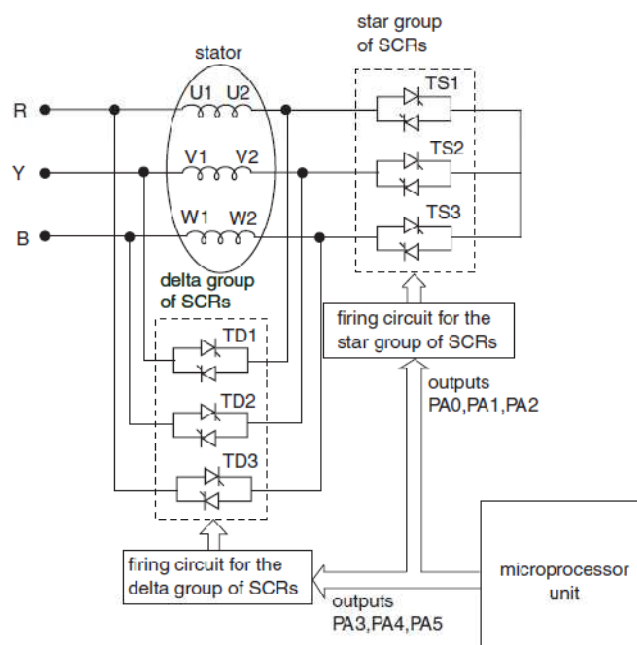 star group
of SCRs
stator
U1 U2
TS1
R
V1 V2
TS2
Y
W1 W2
TS3
B
delta group
of SCRs
TD1
TD2
TD3
firing circuit for the
star group of SCRs
outputs
PA0,PA1,PA2
firing circuit for the
delta group of SCRs
outputs
PA3,PA4,PA5
microprocessor
unit